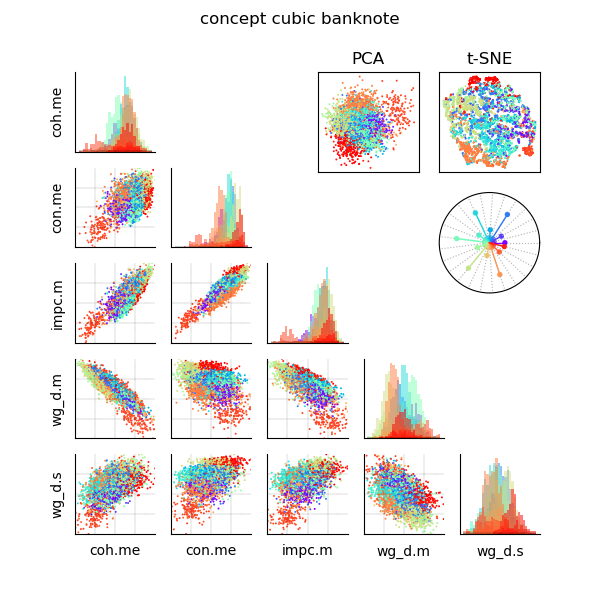 concept cubic banknote
PCA
t-SNE
coh.me
con.me
impc.m
wg_d.m
wg_d.s
coh.me
con.me
impc.m
wg_d.m
wg_d.s